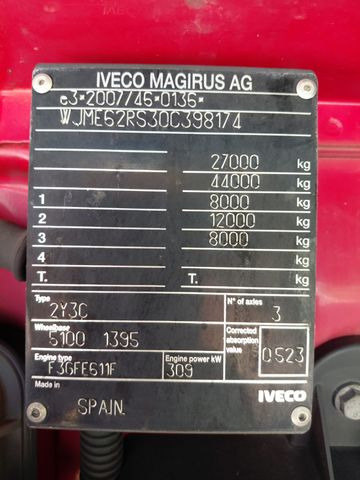 IVECO MAGIRUS AG
e3*2007/46*0136*
WJME62RS30C398174
27000 kg
44000 kg
1 8000 kg
2 12000 kg
3 8000 kg
4 kg
T. T. kg
Type
2Y3C
N° of axles
3
Wheelbase
5100 1395
Corrected absorption value
0.523
Engine type
F3GFE611F
Engine power kW
309
Made in
SPAIN
IVECO